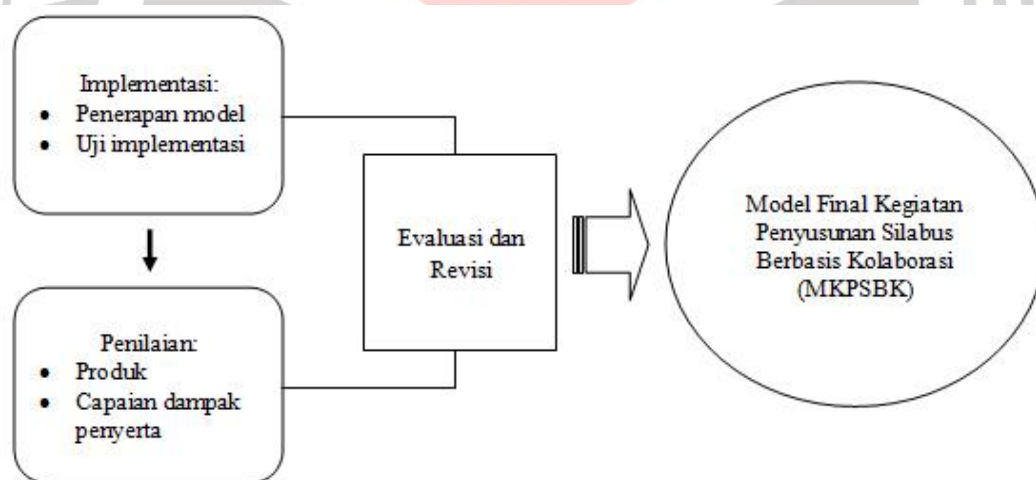 Implementasi:
• Penerapan model
• Uji implementasi
Penilaian:
• Produk
• Capaian dampak
penyerta
Evaluasi dan
Revisi
Model Final Kegiatan
Penyusunan Silabus
Berbasis Kolaborasi
(MKPSBK)